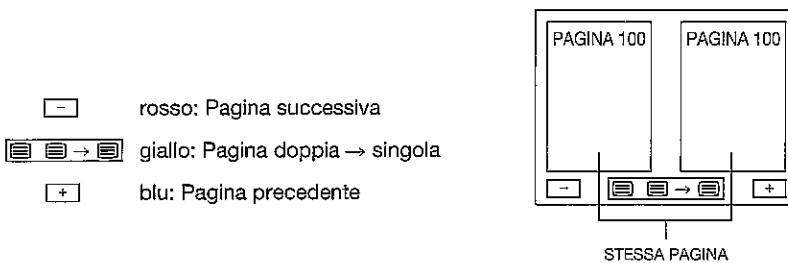 PAGINA 100 PAGINA 100
- rosso: Pagina successiva
→ giallo: Pagina doppia → singola
+ blu: Pagina precedente
- → +
STESSA PAGINA